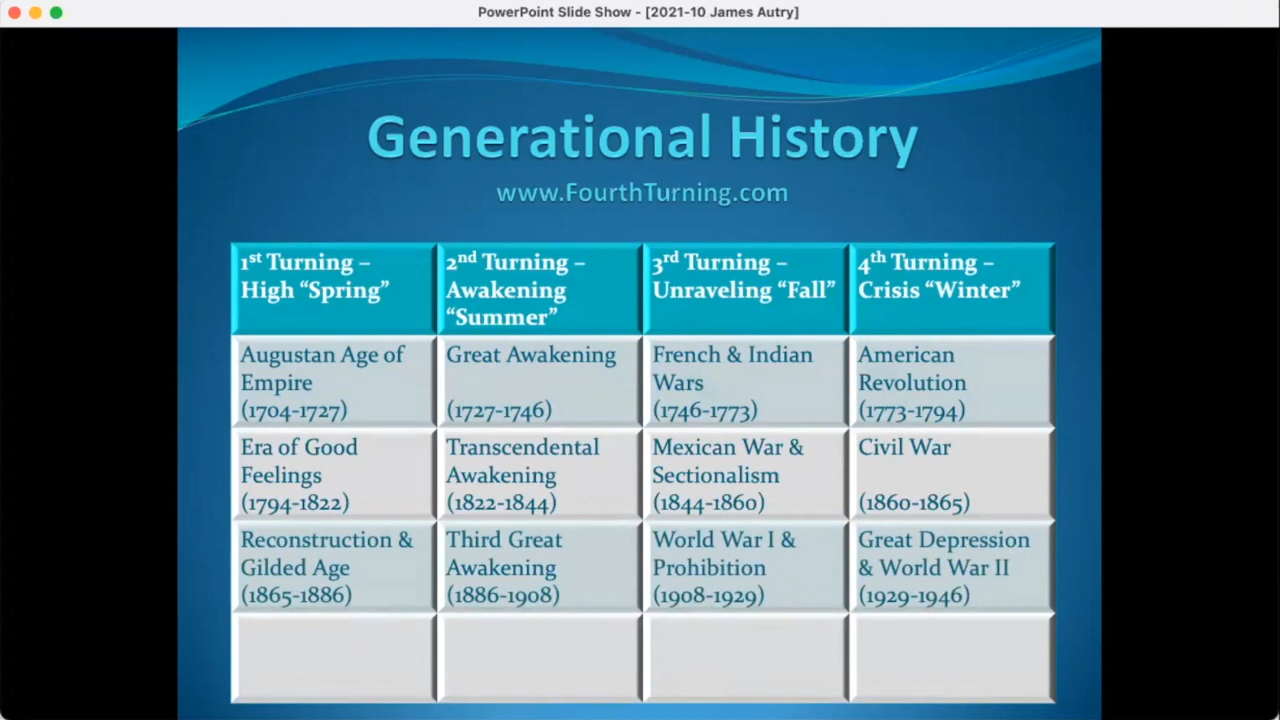 PowerPoint Slide Show - [2021-10 James Autry]
Generational History
www.FourthTurning.com
1st Turning –
High “Spring”
2nd Turning –
Awakening
“Summer”
3rd Turning –
Unraveling “Fall”
4th Turning –
Crisis “Winter”
Augustan Age of
Empire
(1704-1727)
Great Awakening
(1727-1746)
French & Indian
Wars
(1746-1773)
American
Revolution
(1773-1794)
Era of Good
Feelings
(1794-1822)
Transcendental
Awakening
(1822-1844)
Mexican War &
Sectionalism
(1844-1860)
Civil War
(1860-1865)
Reconstruction &
Gilded Age
(1865-1886)
Third Great
Awakening
(1886-1908)
World War I &
Prohibition
(1908-1929)
Great Depression
& World War II
(1929-1946)